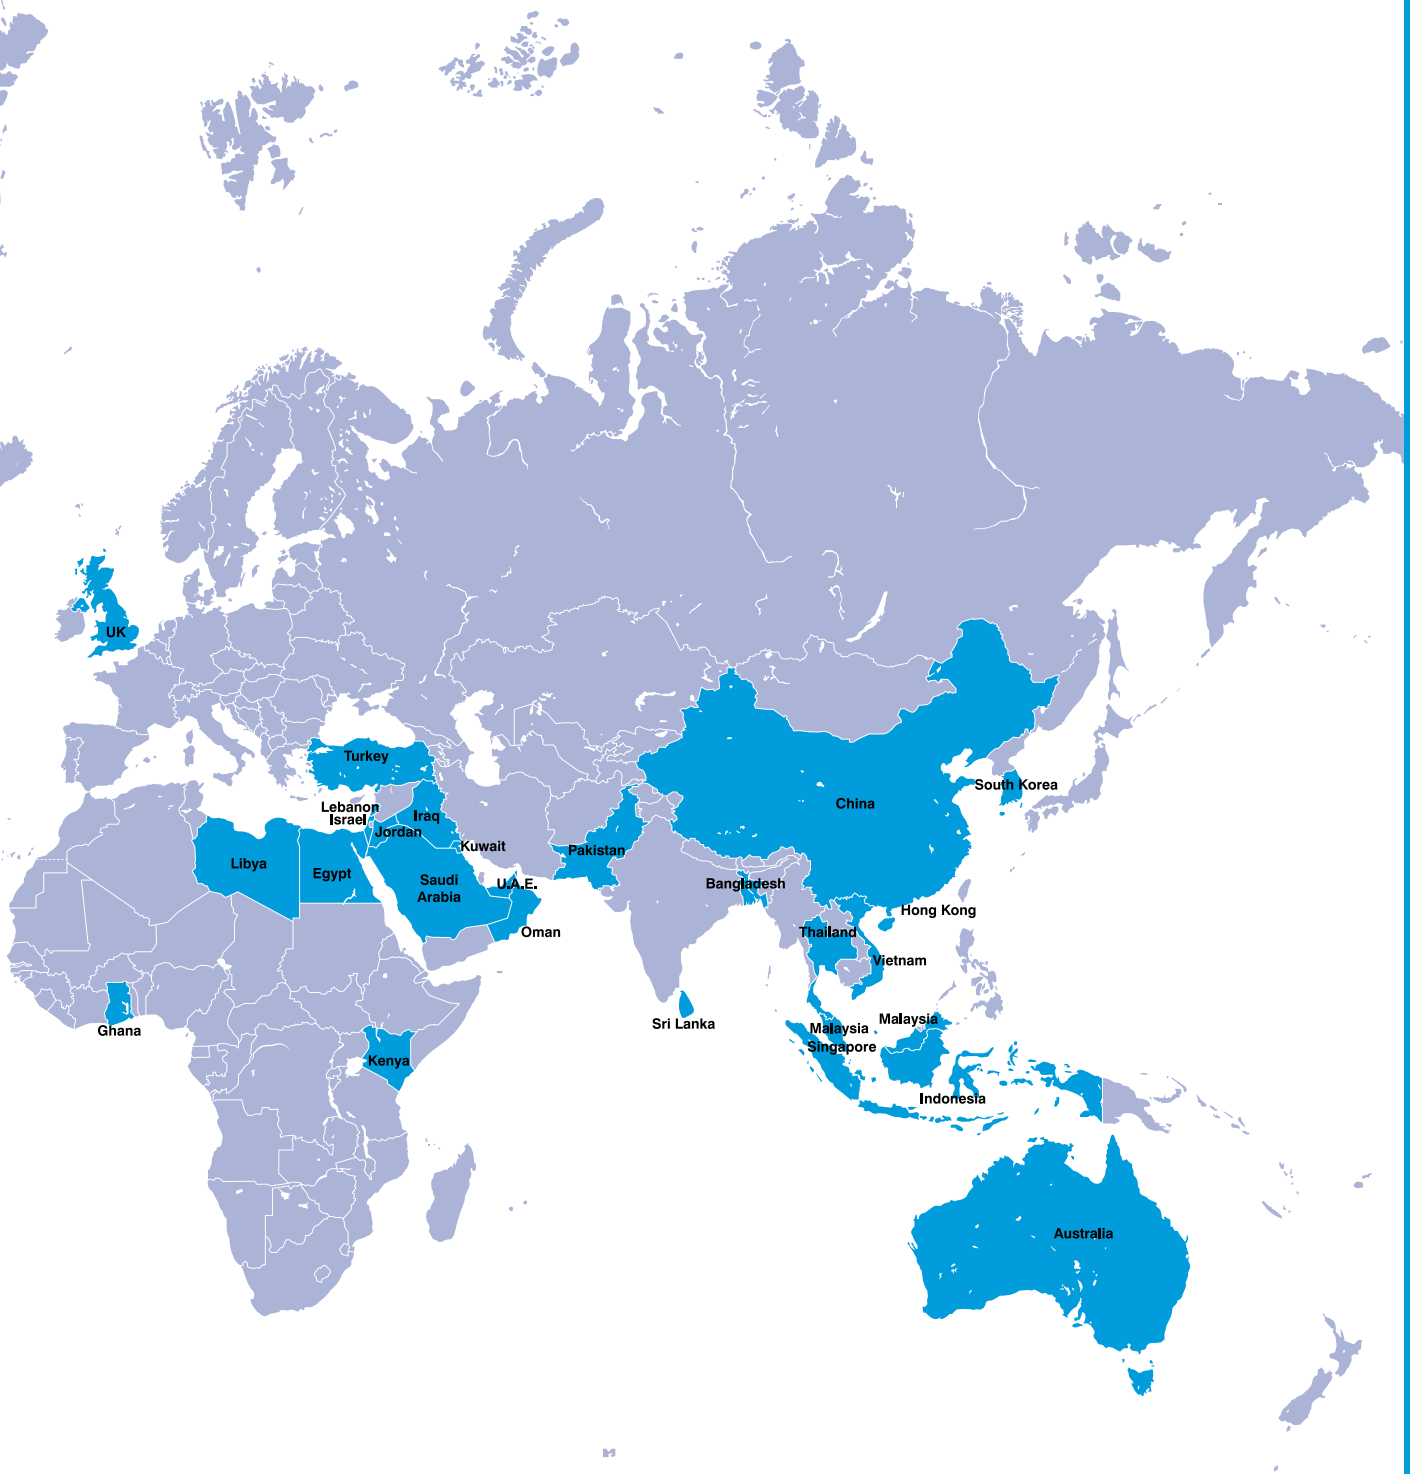 UK
Turkey
South Korea
China
Lebanon
Israel
Iraq
Jordan
Kuwait
Pakistan
Libya
Egypt
Saudi
Arabia
U.A.E.
Bangladesh
Hong Kong
Oman
Thailand
Vietnam
Ghana
Sri Lanka
Malaysia
Malaysia
Singapore
Kenya
Indonesia
Australia